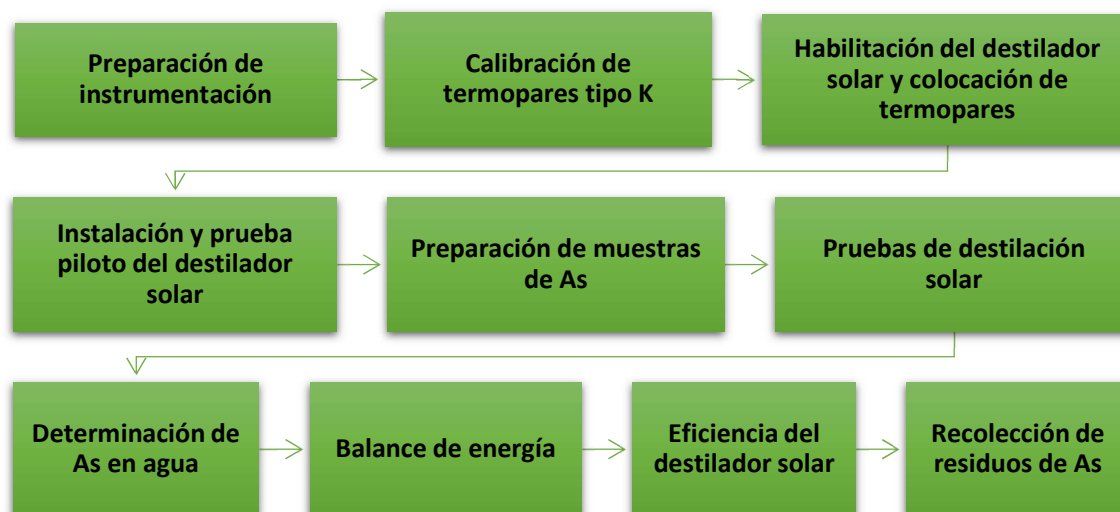 Preparación de
instrumentación
Calibración de
termopares tipo K
Habilitación del destilador
solar y colocación de
termopares
Instalación y prueba
piloto del destilador
solar
Preparación de muestras
de As
Pruebas de destilación
solar
Determinación de
As en agua
Balance de energía
Eficiencia del
destilador solar
Recolección de
residuos de As